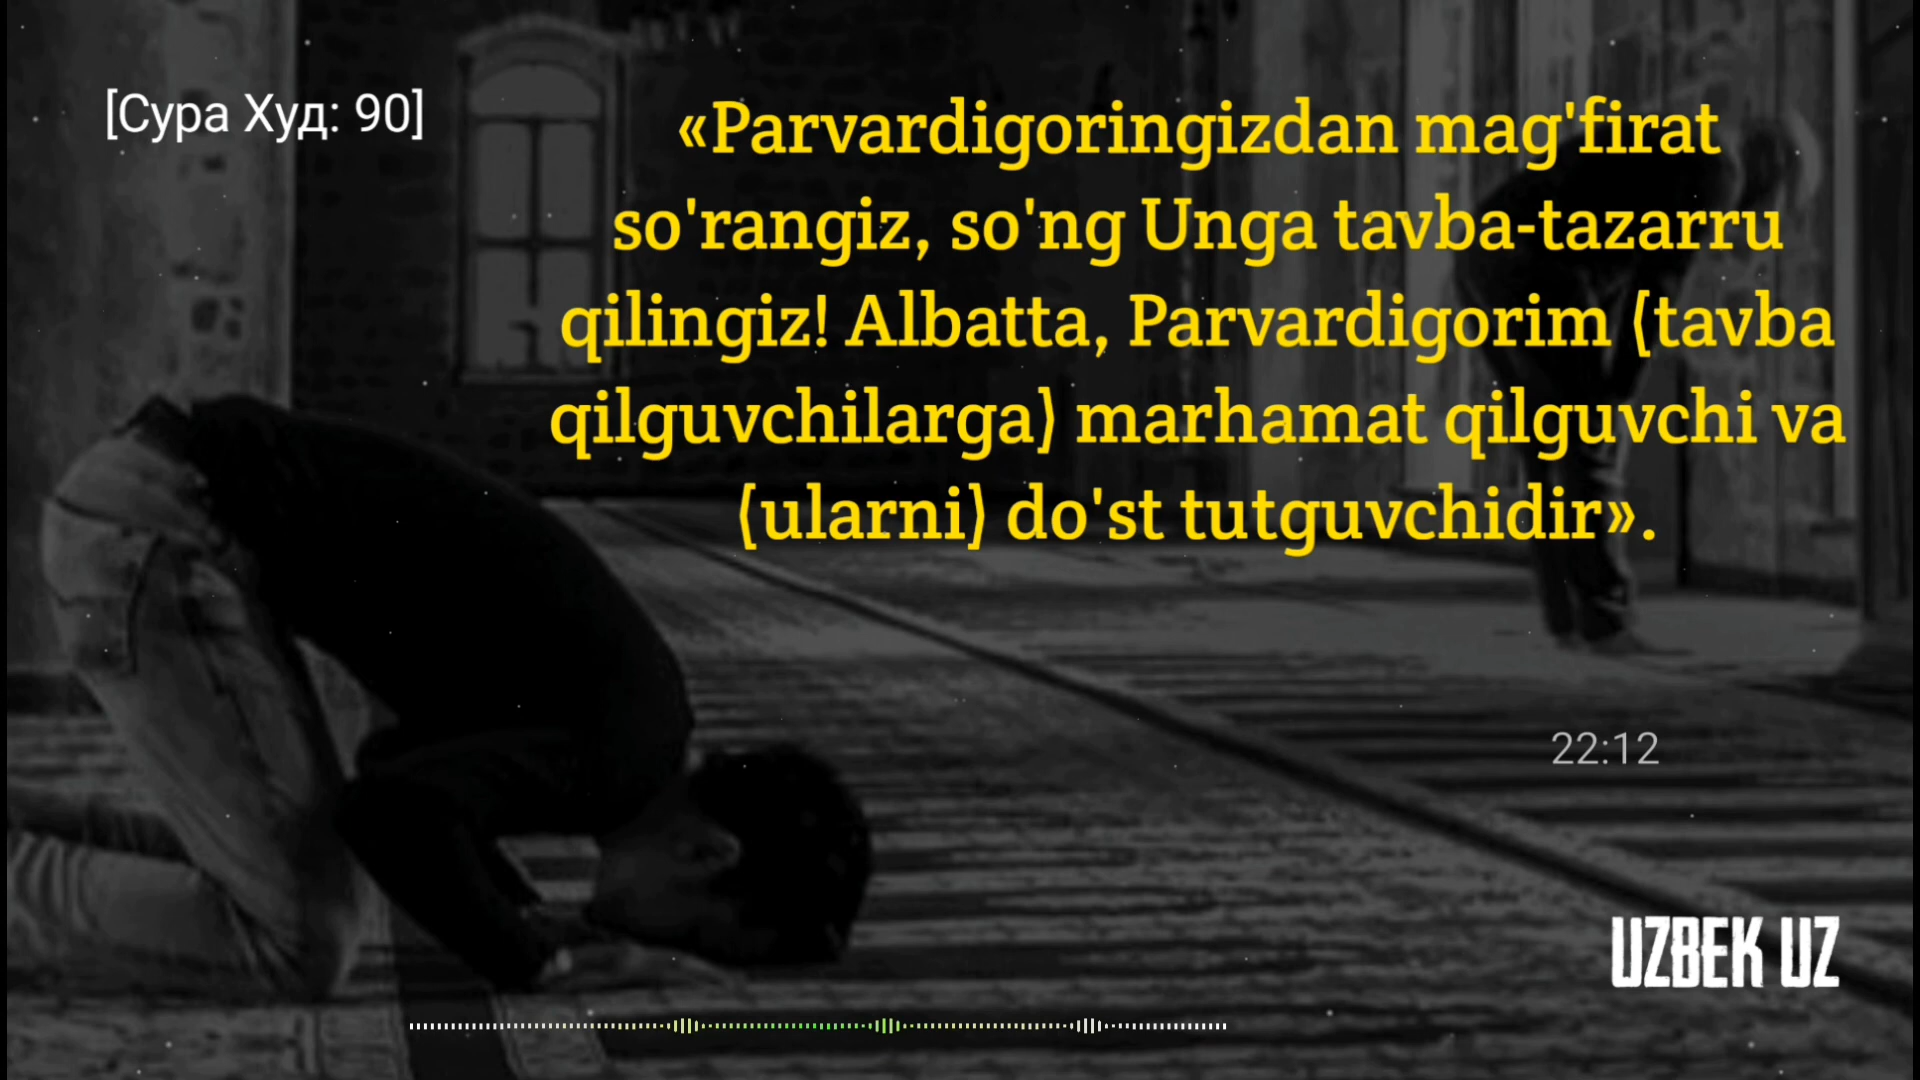 [Сура Худ: 90]
«Parvardigoringizdan mag'firat
so'rangiz, so'ng Unga tavba-tazarru
qilingiz! Albatta, Parvardigorim (tavba
qilguvchilarga) marhamat qilguvchi va
(ularni) do'st tutguvchidir».
22:12
UZBEK UZ